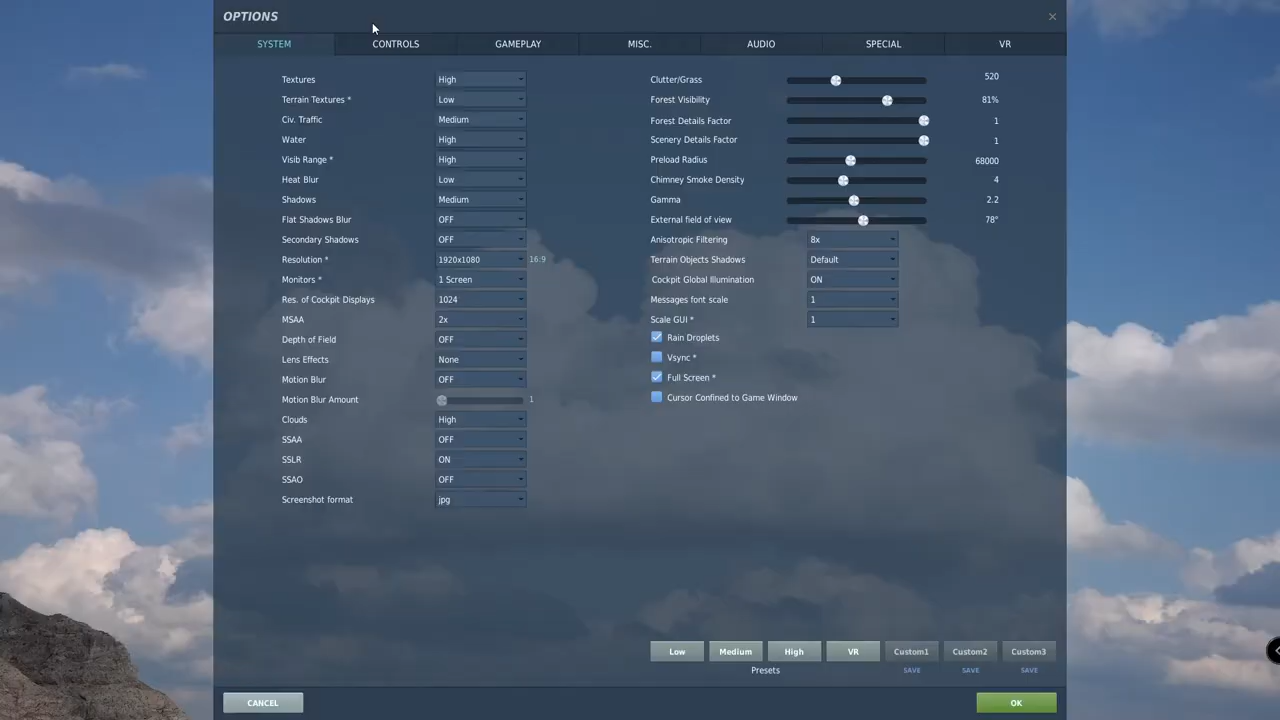 OPTIONS
SYSTEM CONTROLS GAMEPLAY MISC. AUDIO SPECIAL VR
Textures High
Terrain Textures * Low
Civ. Traffic Medium
Water High
Visib Range * High
Heat Blur Low
Shadows Medium
Flat Shadows Blur OFF
Secondary Shadows OFF
Resolution * 1920x1080 16:9
Monitors * 1 Screen
Res. of Cockpit Displays 1024
MSAA 2x
Depth of Field OFF
Lens Effects None
Motion Blur OFF
Motion Blur Amount 1
Clouds High
SSAA OFF
SSLR ON
SSAO OFF
Screenshot format jpg
Clutter/Grass 520
Forest Visibility 81%
Forest Details Factor 1
Scenery Details Factor 1
Preload Radius 68000
Chimney Smoke Density 4
Gamma 2.2
External field of view 78°
Anisotropic Filtering 8x
Terrain Objects Shadows Default
Cockpit Global Illumination ON
Messages font scale 1
Scale GUI * 1
Rain Droplets
Vsync *
Full Screen *
Cursor Confined to Game Window
Low Medium High VR Custom1 Custom2 Custom3
Presets SAVE SAVE SAVE
CANCEL OK